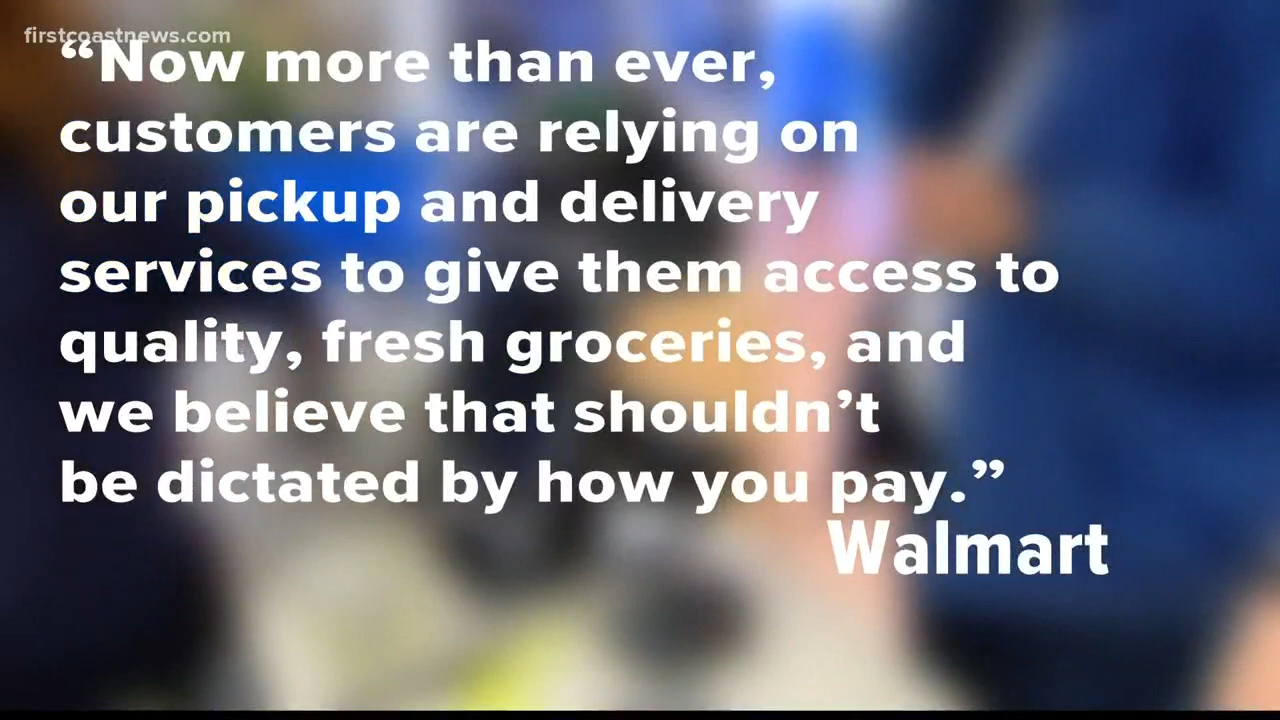 firstcoastnews.com
“Now more than ever,
customers are relying on
our pickup and delivery
services to give them access to
quality, fresh groceries, and
we believe that shouldn’t
be dictated by how you pay.”
Walmart